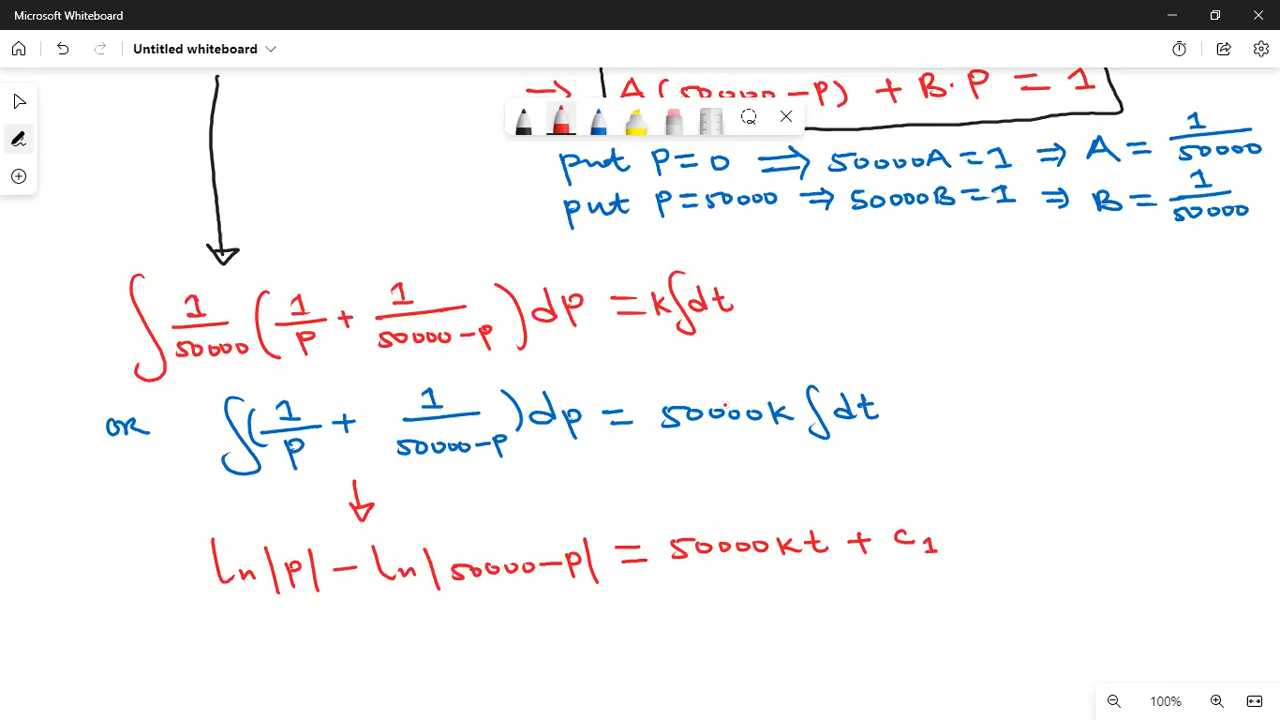 Microsoft Whiteboard
Untitled whiteboard
→ A(50000-P) + B·P = 1
put P=0 ⟹ 50000A=1 ⇒ A = 1/50000
put P=50000 ⇒ 50000B=1 ⇒ B = 1/50000
∫ 1/50000 (1/P + 1/50000-P) dP = K∫dt
OR ∫(1/P + 1/50000-P) dP = 50000K ∫dt
↓
ln|P| - ln|50000-P| = 50000Kt + C₁
100%